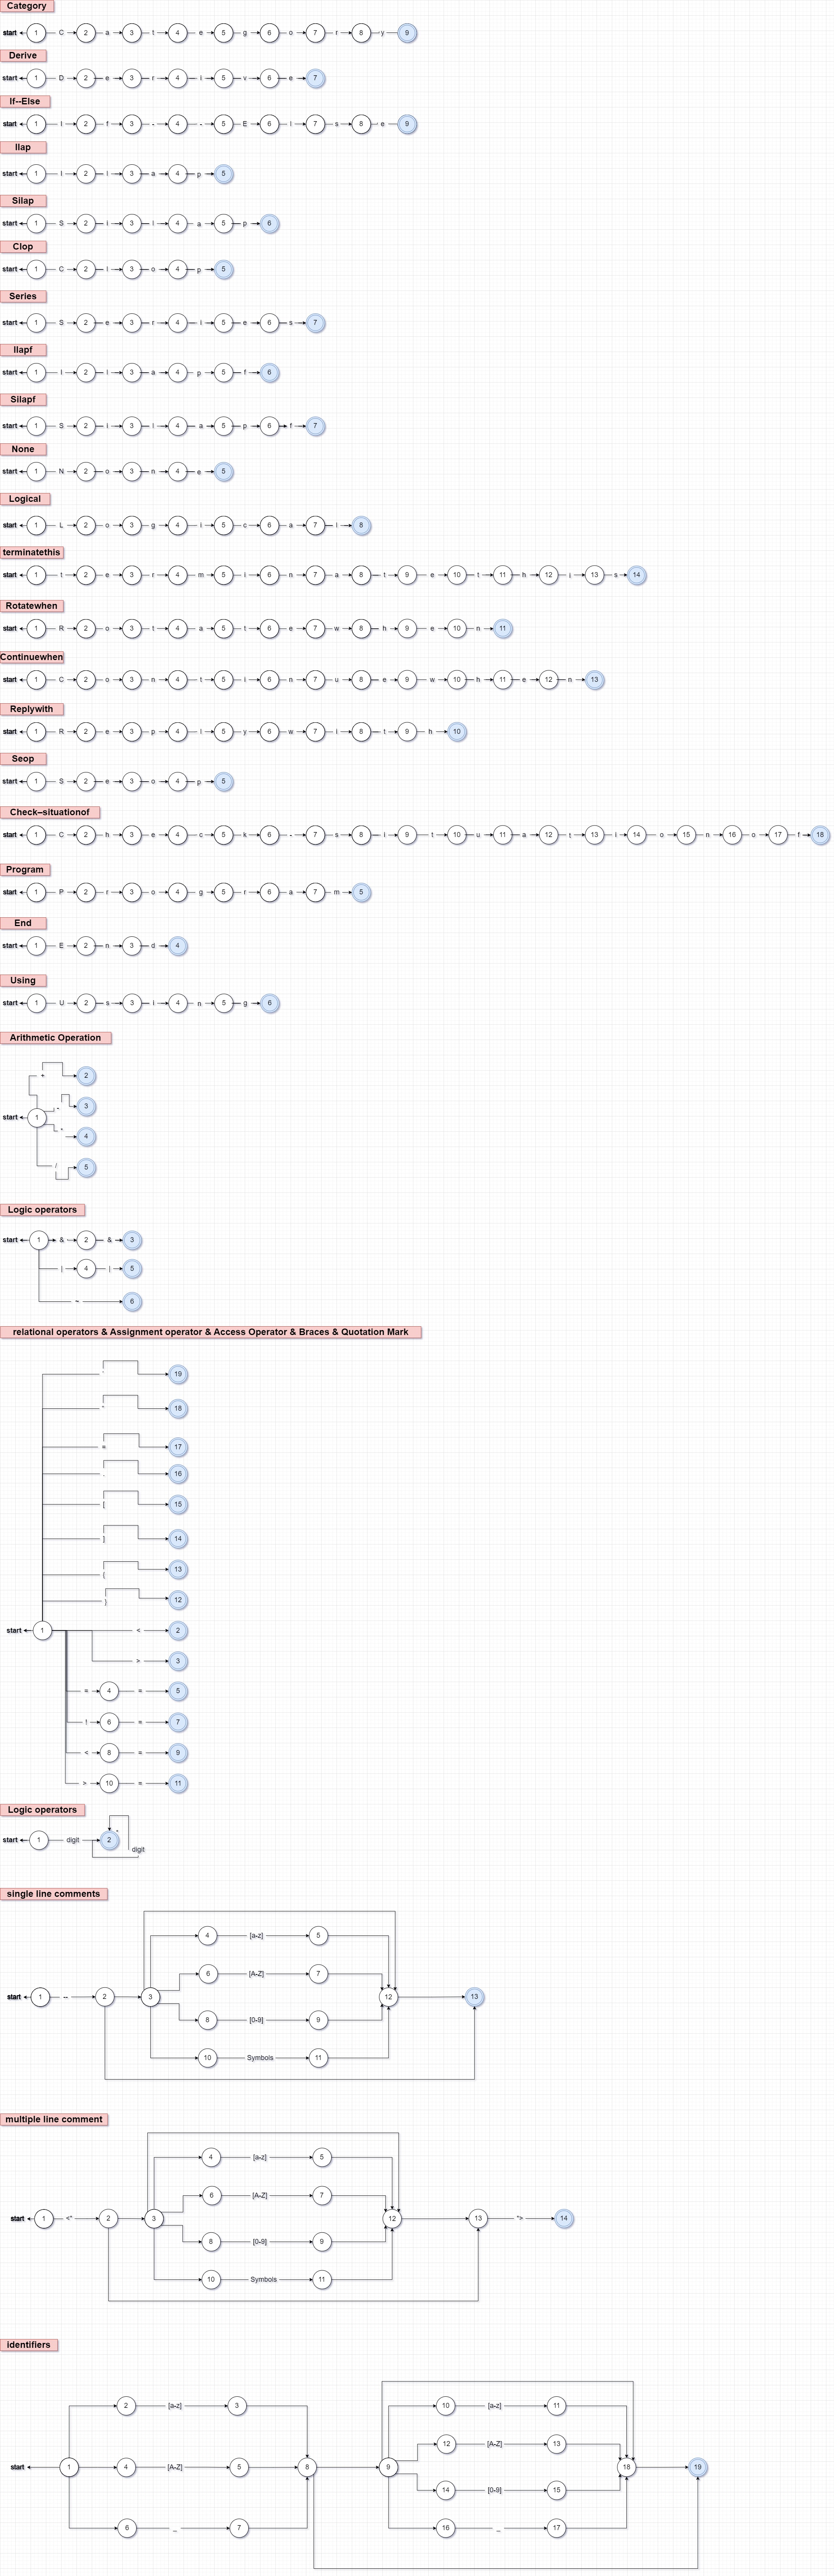 Category
start 1 C 2 a 3 t 4 e 5 g 6 o 7 r 8 y 9
Derive
start 1 D 2 e 3 r 4 i 5 v 6 e 7
If--Else
start 1 I 2 f 3 - 4 - 5 E 6 l 7 s 8 e 9
Ilap
start 1 I 2 l 3 a 4 p 5
Silap
start 1 S 2 i 3 l 4 a 5 p 6
Clop
start 1 C 2 l 3 o 4 p 5
Series
start 1 S 2 e 3 r 4 i 5 e 6 s 7
Ilapf
start 1 I 2 l 3 a 4 p 5 f 6
Silapf
start 1 S 2 i 3 l 4 a 5 p 6 f 7
None
start 1 N 2 o 3 n 4 e 5
Logical
start 1 L 2 o 3 g 4 i 5 c 6 a 7 l 8
terminatethis
start 1 t 2 e 3 r 4 m 5 i 6 n 7 a 8 t 9 e 10 t 11 h 12 i 13 s 14
Rotatewhen
start 1 R 2 o 3 t 4 a 5 t 6 e 7 w 8 h 9 e 10 n 11
Continuewhen
start 1 C 2 o 3 n 4 t 5 i 6 n 7 u 8 e 9 w 10 h 11 e 12 n 13
Replywith
start 1 R 2 e 3 p 4 l 5 y 6 w 7 i 8 t 9 h 10
Seop
start 1 S 2 e 3 o 4 p 5
Check–situationof
start 1 C 2 h 3 e 4 c 5 k 6 - 7 s 8 i 9 t 10 u 11 a 12 t 13 i 14 o 15 n 16 o 17 f 18
Program
start 1 P 2 r 3 o 4 g 5 r 6 a 7 m 5
End
start 1 E 2 n 3 d 4
Using
start 1 U 2 s 3 i 4 n 5 g 6
Arithmetic Operation
+ 2
- 3
start 1
* 4
/ 5
Logic operators
start 1 & 2 & 3
| 4 | 5
~ 6
relational operators & Assignment operator & Access Operator & Braces & Quotation Mark
' 19
" 18
= 17
. 16
[ 15
] 14
{ 13
} 12
start 1 < 2
> 3
= 4 = 5
! 6 = 7
< 8 = 9
> 10 = 11
Logic operators
start 1 digit 2
digit
single line comments
4 [a-z] 5
6 [A-Z] 7
start 1 -- 2 3 12 13
8 [0-9] 9
10 Symbols 11
multiple line comment
4 [a-z] 5
6 [A-Z] 7
start 1 <* 2 3 12 13 *> 14
8 [0-9] 9
10 Symbols 11
identifiers
2 [a-z] 3 10 [a-z] 11
12 [A-Z] 13
start 1 4 [A-Z] 5 8 9 18 19
14 [0-9] 15
6 _ 7 16 _ 17